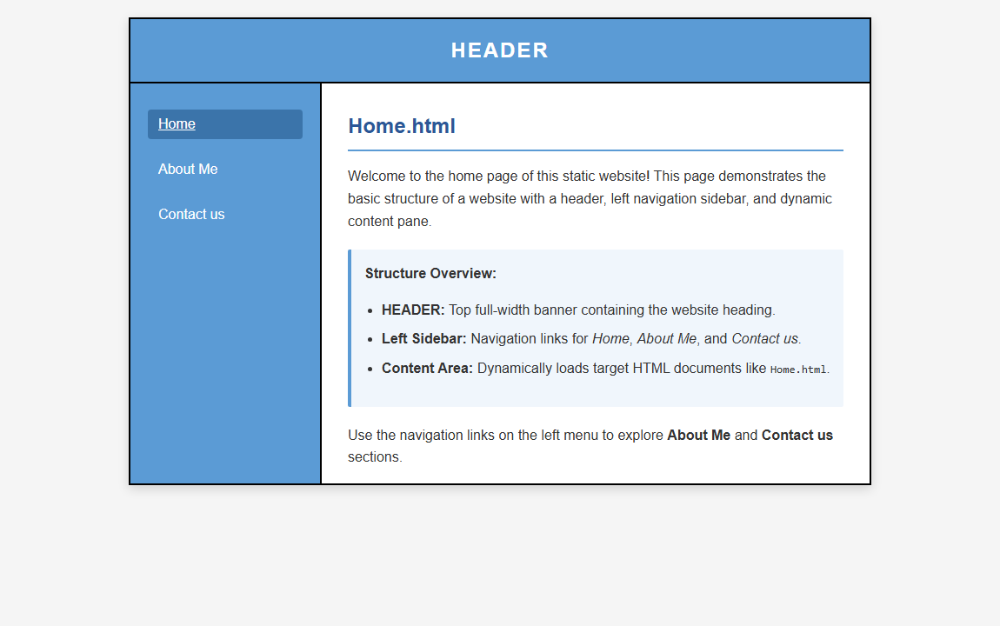 HEADER
Home
About Me
Contact us
Home.html
Welcome to the home page of this static website! This page demonstrates the
basic structure of a website with a header, left navigation sidebar, and dynamic
content pane.
Structure Overview:
• HEADER: Top full-width banner containing the website heading.
• Left Sidebar: Navigation links for Home, About Me, and Contact us.
• Content Area: Dynamically loads target HTML documents like Home.html.
Use the navigation links on the left menu to explore About Me and Contact us
sections.